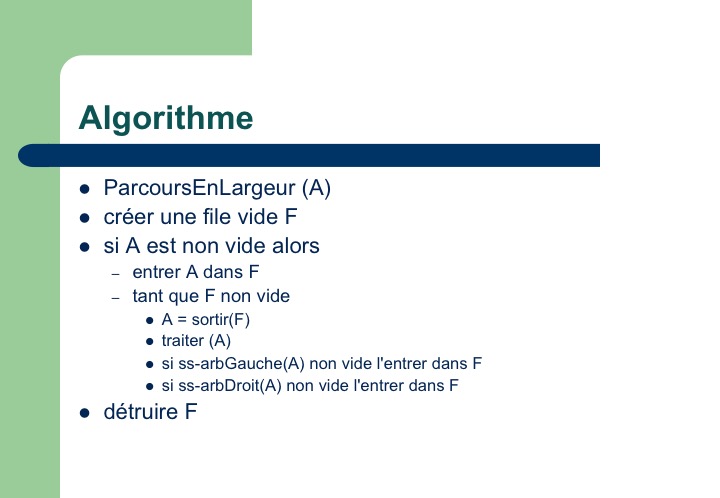 Algorithme
ParcoursEnLargeur (A)
créer une file vide F
si A est non vide alors
– entrer A dans F
– tant que F non vide
A = sortir(F)
traiter (A)
si ss-arbGauche(A) non vide l'entrer dans F
si ss-arbDroit(A) non vide l'entrer dans F
détruire F